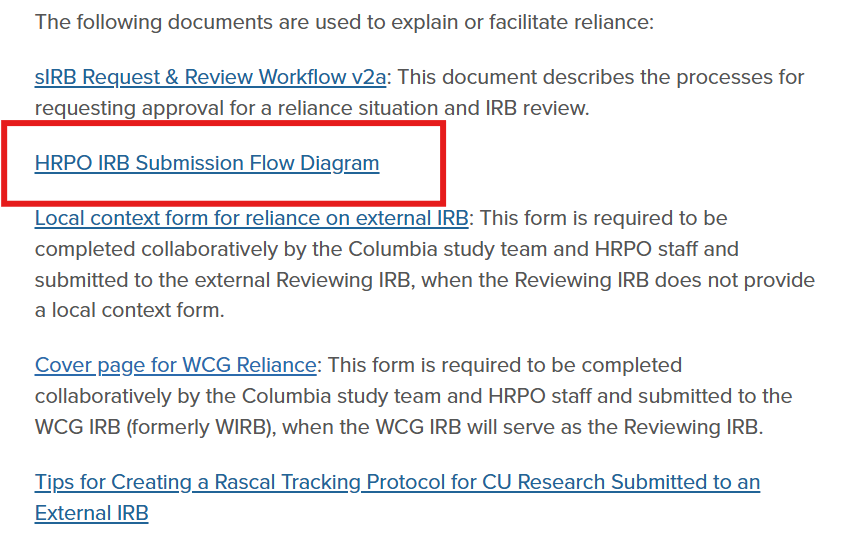 The following documents are used to explain or facilitate reliance:
sIRB Request & Review Workflow v2a: This document describes the processes for
requesting approval for a reliance situation and IRB review.
HRPO IRB Submission Flow Diagram
Local context form for reliance on external IRB: This form is required to be
completed collaboratively by the Columbia study team and HRPO staff and
submitted to the external Reviewing IRB, when the Reviewing IRB does not provide
a local context form.
Cover page for WCG Reliance: This form is required to be completed
collaboratively by the Columbia study team and HRPO staff and submitted to the
WCG IRB (formerly WIRB), when the WCG IRB will serve as the Reviewing IRB.
Tips for Creating a Rascal Tracking Protocol for CU Research Submitted to an
External IRB